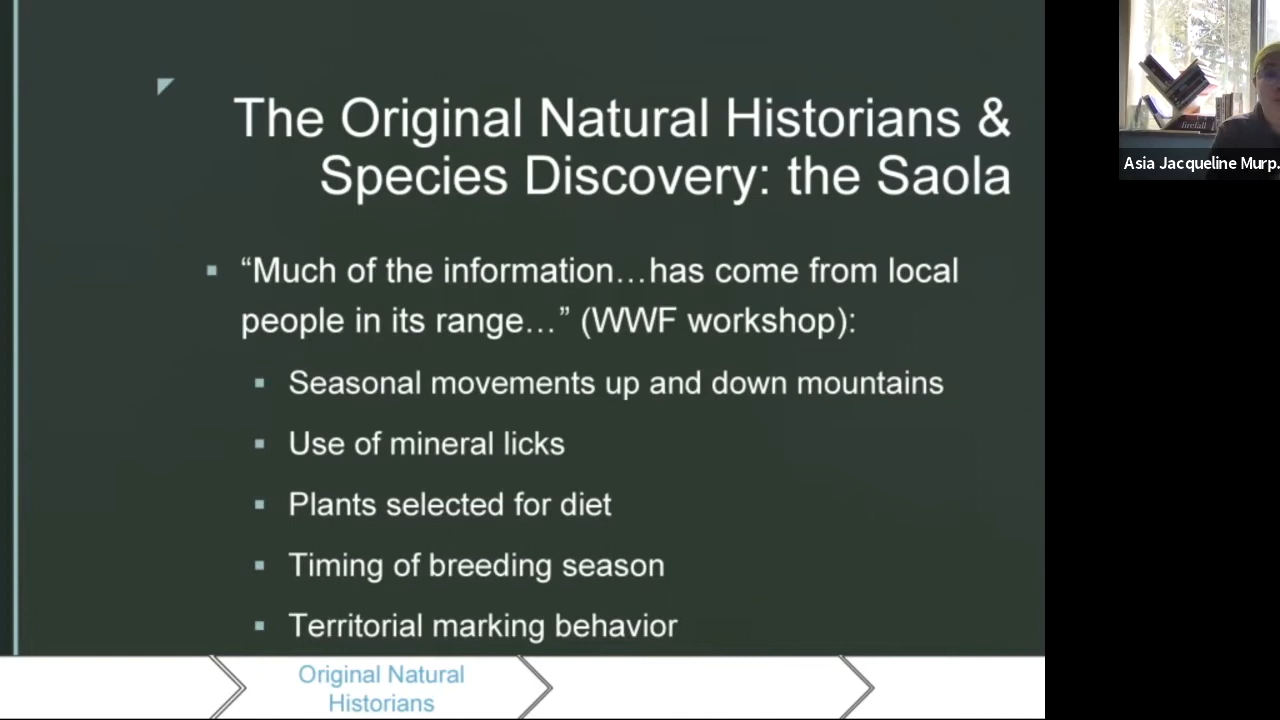 The Original Natural Historians &
Species Discovery: the Saola
▪ “Much of the information…has come from local
people in its range…” (WWF workshop):
▪ Seasonal movements up and down mountains
▪ Use of mineral licks
▪ Plants selected for diet
▪ Timing of breeding season
▪ Territorial marking behavior
Original Natural
Historians
firefall
Asia Jacqueline Murp.